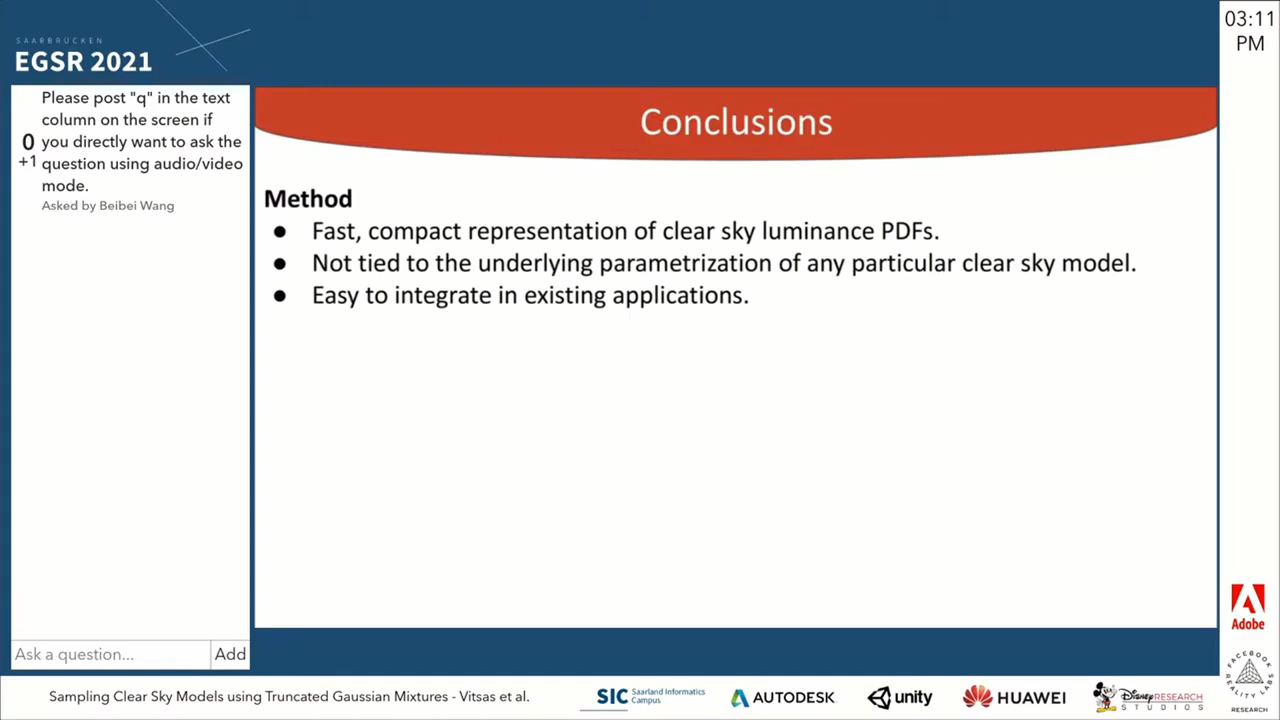 SAARBRÜCKEN
EGSR 2021
03:11
PM
Please post "q" in the text
column on the screen if
you directly want to ask the
question using audio/video
mode.
0
+1
Asked by Beibei Wang
Conclusions
Method
● Fast, compact representation of clear sky luminance PDFs.
● Not tied to the underlying parametrization of any particular clear sky model.
● Easy to integrate in existing applications.
Ask a question...
Add
Adobe
FACEBOOK
REALITY LABS
RESEARCH
Sampling Clear Sky Models using Truncated Gaussian Mixtures - Vitsas et al.
SIC Saarland Informatics
Campus
AUTODESK
unity
HUAWEI
Disney RESEARCH
STUDIOS